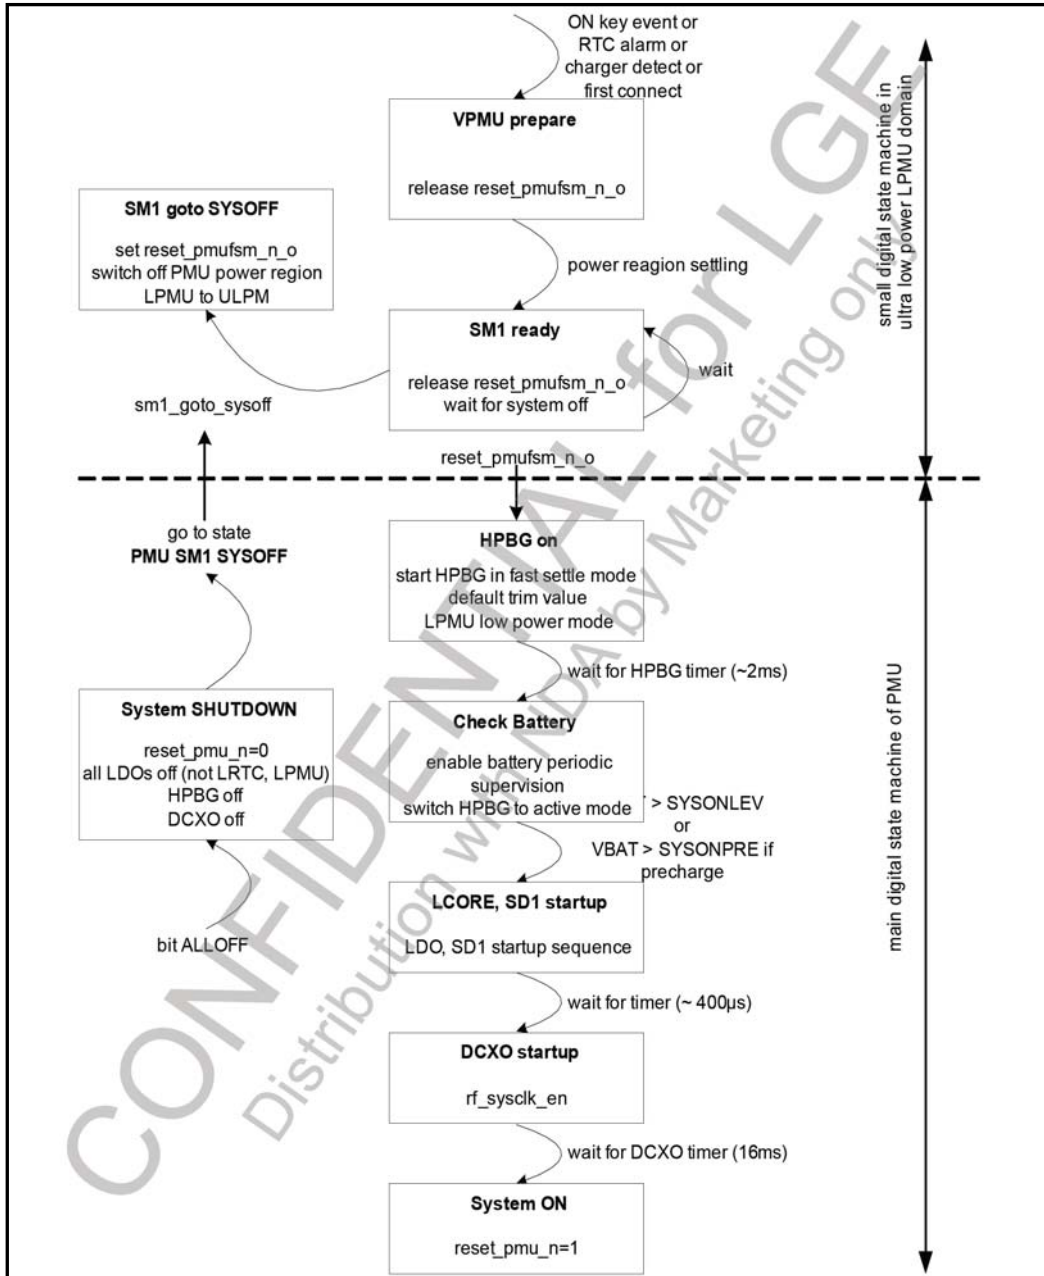 ON key event or
RTC alarm or
charger detect or
first connect
VPMU prepare
release reset_pmufsm_n_o
SM1 goto SYSOFF
set reset_pmufsm_n_o
switch off PMU power region
LPMU to ULPM
power reagion settling
SM1 ready
release reset_pmufsm_n_o
wait for system off
wait
sm1_goto_sysoff
reset_pmufsm_n_o
small digital state machine in
ultra low power LPMU domain
go to state
PMU SM1 SYSOFF
HPBG on
start HPBG in fast settle mode
default trim value
LPMU low power mode
wait for HPBG timer (~2ms)
System SHUTDOWN
reset_pmu_n=0
all LDOs off (not LRTC, LPMU)
HPBG off
DCXO off
Check Battery
enable battery periodic
supervision
switch HPBG to active mode
> SYSONLEV
or
VBAT > SYSONPRE if
precharge
bit ALLOFF
LCORE, SD1 startup
LDO, SD1 startup sequence
wait for timer (~ 400µs)
DCXO startup
rf_sysclk_en
wait for DCXO timer (16ms)
System ON
reset_pmu_n=1
main digital state machine of PMU
CONFIDENTIAL for LGE
Distribution with NDA by Marketing only